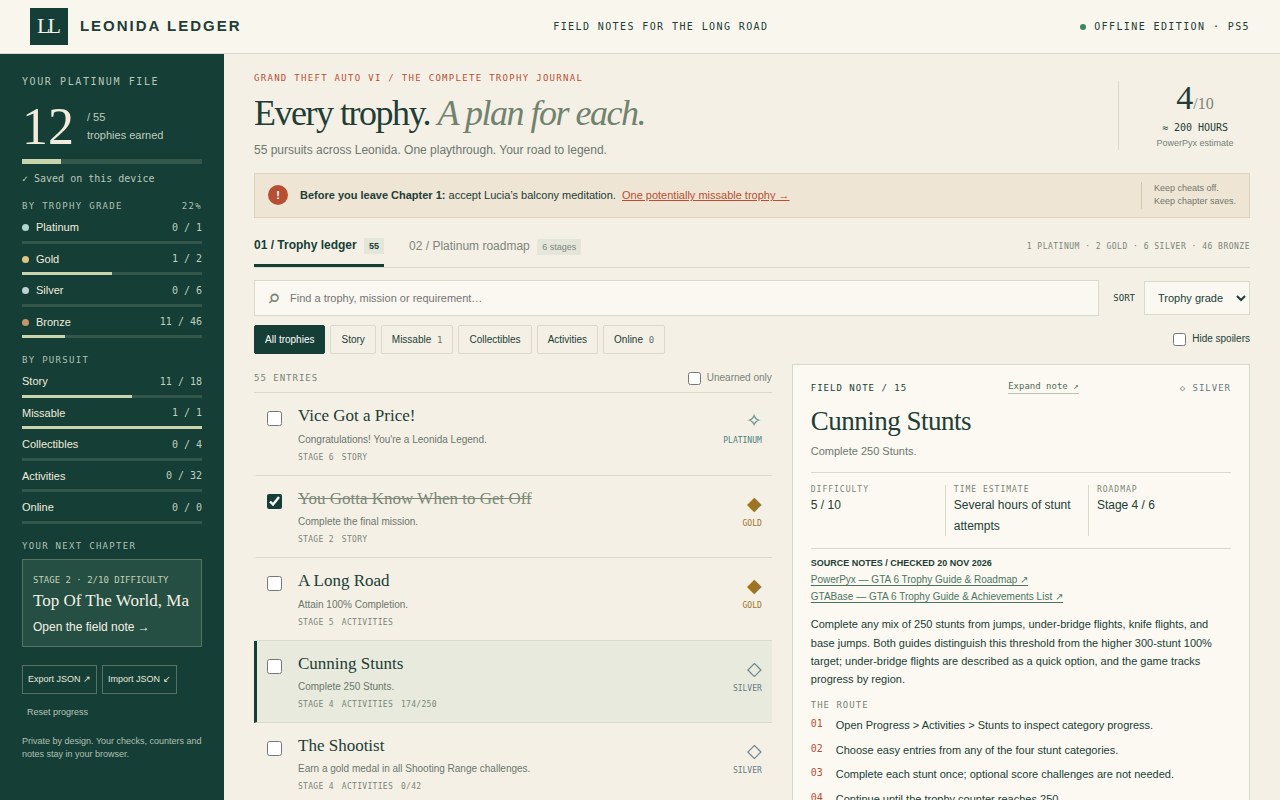 LL LEONIDA LEDGER
FIELD NOTES FOR THE LONG ROAD
OFFLINE EDITION · PS5
YOUR PLATINUM FILE
12 / 55
trophies earned
✓ Saved on this device
BY TROPHY GRADE 22%
Platinum 0 / 1
Gold 1 / 2
Silver 0 / 6
Bronze 11 / 46
BY PURSUIT
Story 11 / 18
Missable 1 / 1
Collectibles 0 / 4
Activities 0 / 32
Online 0 / 0
YOUR NEXT CHAPTER
STAGE 2 · 2/10 DIFFICULTY
Top Of The World, Ma
Open the field note →
Export JSON ↗ Import JSON ↙
Reset progress
Private by design. Your checks, counters and
notes stay in your browser.
GRAND THEFT AUTO VI / THE COMPLETE TROPHY JOURNAL
Every trophy. A plan for each.
55 pursuits across Leonida. One playthrough. Your road to legend.
4/10
≈ 200 HOURS
PowerPyx estimate
! Before you leave Chapter 1: accept Lucia's balcony meditation. One potentially missable trophy →
Keep cheats off.
Keep chapter saves.
01 / Trophy ledger 55
02 / Platinum roadmap 6 stages
1 PLATINUM · 2 GOLD · 6 SILVER · 46 BRONZE
Find a trophy, mission or requirement…
SORT Trophy grade
All trophies Story Missable 1 Collectibles Activities Online 0
Hide spoilers
55 ENTRIES Unearned only
Vice Got a Price!
Congratulations! You're a Leonida Legend.
STAGE 6 STORY
PLATINUM
You Gotta Know When to Get Off
Complete the final mission.
STAGE 2 STORY
GOLD
A Long Road
Attain 100% Completion.
STAGE 5 ACTIVITIES
GOLD
Cunning Stunts
Complete 250 Stunts.
STAGE 4 ACTIVITIES 174/250
SILVER
The Shootist
Earn a gold medal in all Shooting Range challenges.
STAGE 4 ACTIVITIES 0/42
SILVER
FIELD NOTE / 15 Expand note ↗ ◇ SILVER
Cunning Stunts
Complete 250 Stunts.
DIFFICULTY
5 / 10
TIME ESTIMATE
Several hours of stunt
attempts
ROADMAP
Stage 4 / 6
SOURCE NOTES / CHECKED 20 NOV 2026
PowerPyx — GTA 6 Trophy Guide & Roadmap ↗
GTABase — GTA 6 Trophy Guide & Achievements List ↗
Complete any mix of 250 stunts from jumps, under-bridge flights, knife flights, and
base jumps. Both guides distinguish this threshold from the higher 300-stunt 100%
target; under-bridge flights are described as a quick option, and the game tracks
progress by region.
THE ROUTE
01 Open Progress > Activities > Stunts to inspect category progress.
02 Choose easy entries from any of the four stunt categories.
03 Complete each stunt once; optional score challenges are not needed.
04 Continue until the trophy counter reaches 250.